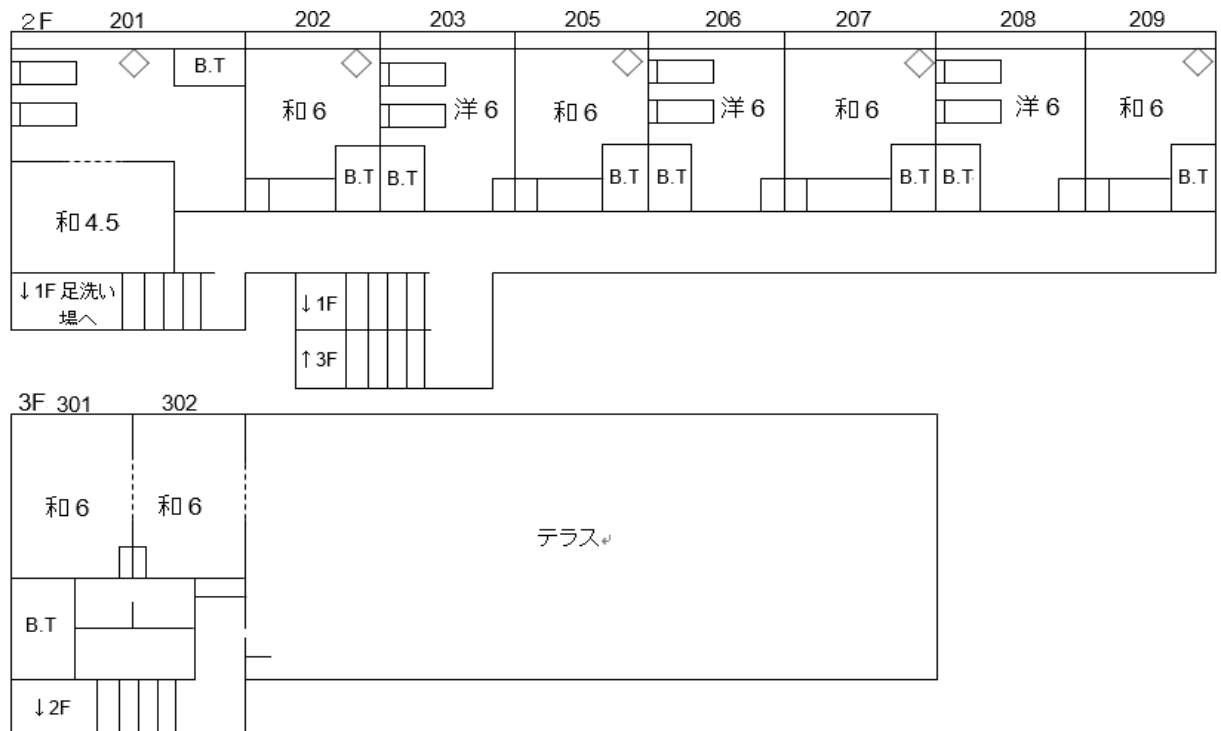 ２F 201 202 203 205 206 207 208 209
B.T
和6 洋6 和6 洋6 和6 洋6 和6
B.T B.T B.T B.T B.T B.T B.T
和4.5
↓1F 足洗い
場へ
↓1F
↑3F
3F 301 302
和6 和6
テラス↵
B.T
↓2F